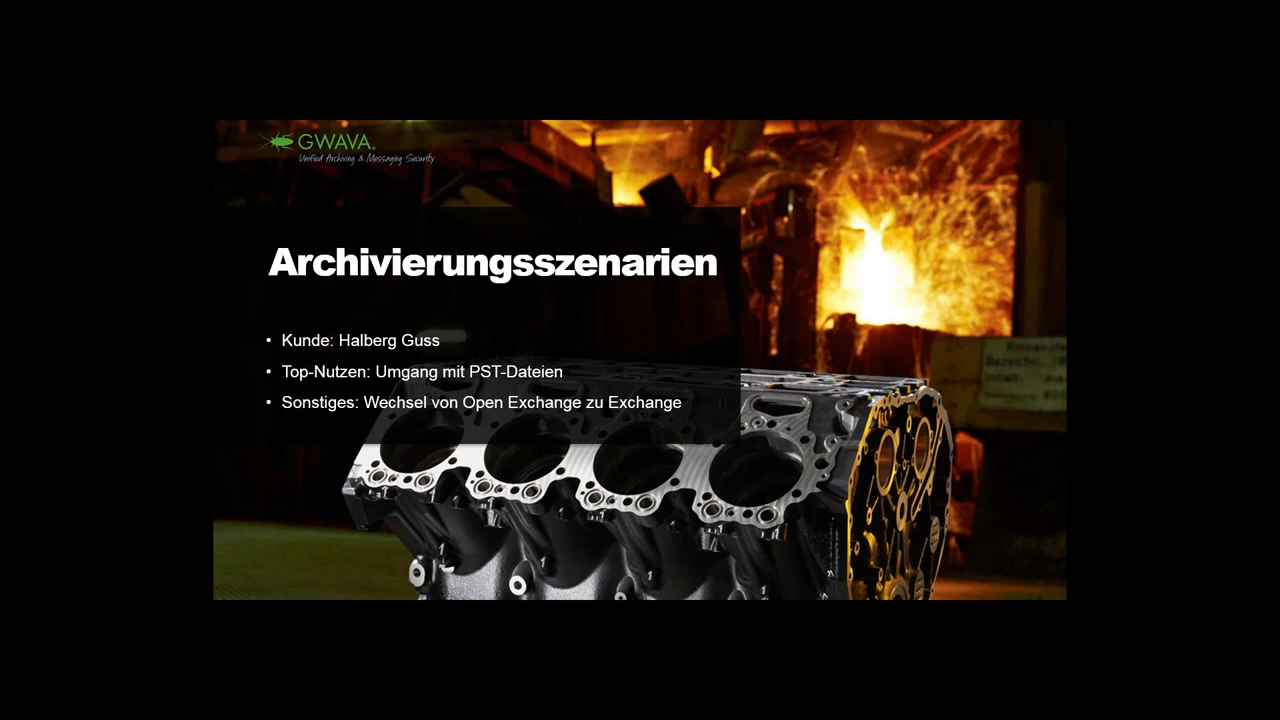 GWAVA
Unified Archiving & Messaging Security
Archivierungsszenarien
• Kunde: Halberg Guss
• Top-Nutzen: Umgang mit PST-Dateien
• Sonstiges: Wechsel von Open Exchange zu Exchange
Bezeichn.